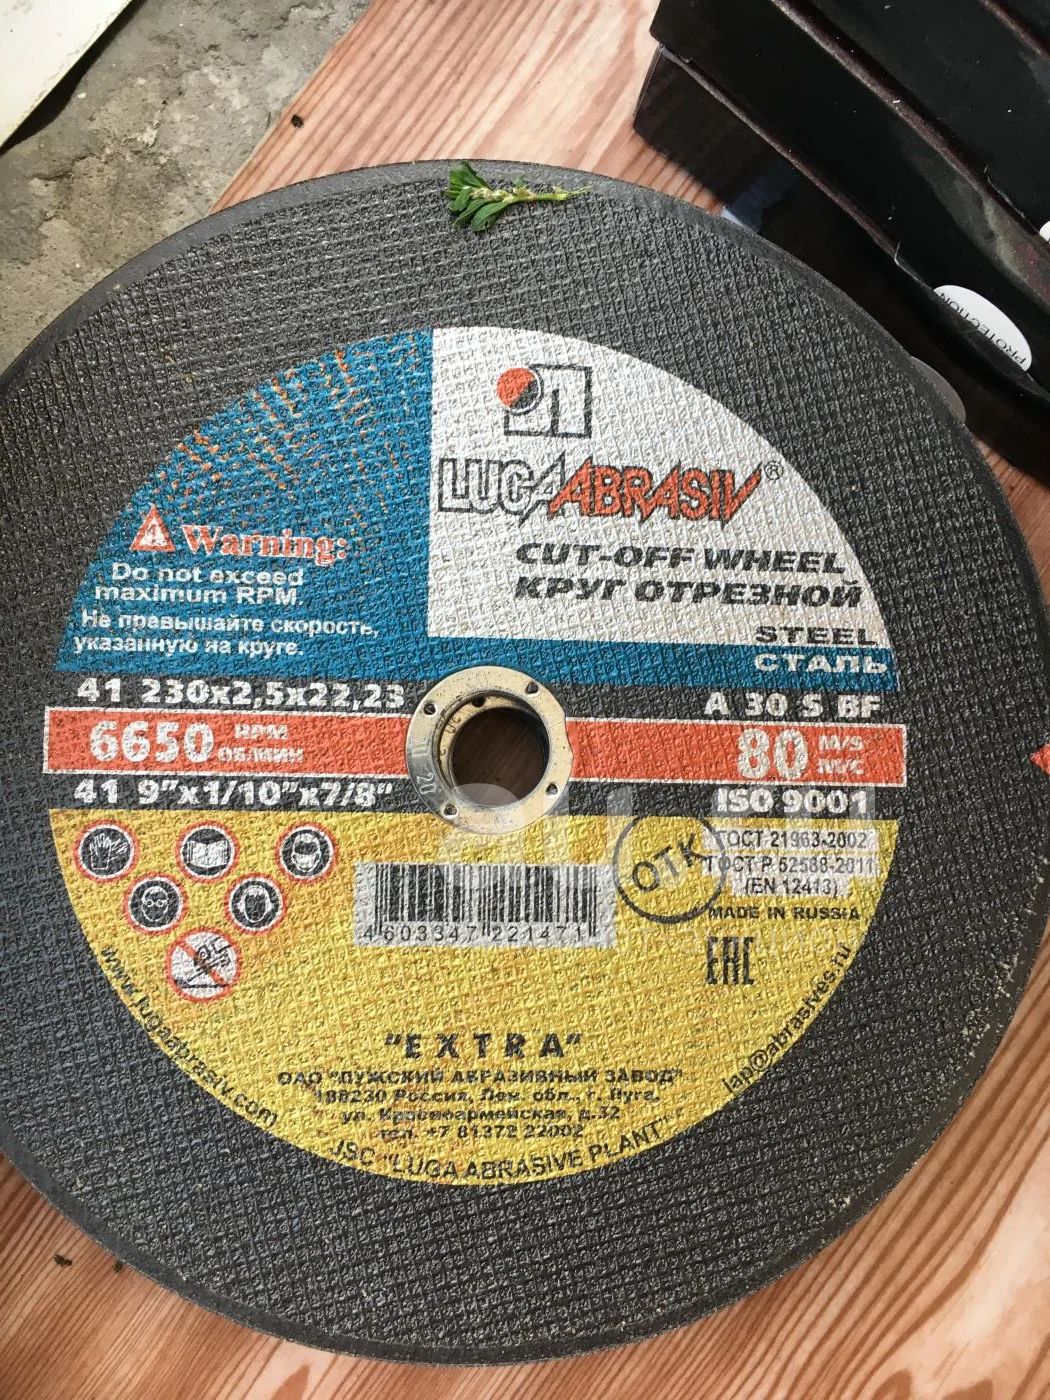 PROTECTION
Л
LUGAABRASIV®
CUT-OFF WHEEL
КРУГ ОТРЕЗНОЙ
STEEL
СТАЛЬ
Warning:
Do not exceed
maximum RPM.
Не превышайте скорость,
указанную на круге.
41 230x2,5x22,23
A 30 S BF
6650 RPM
ОБ/МИН
80 M/S
М/С
41 9"x1/10"x7/8"
ISO 9001
ГОСТ 21963-2002
ГОСТ Р 52588-2011
(EN 12413)
ОТК
MADE IN RUSSIA
EAC
4603347221471
www.lugaabrasiv.com
lap@abrasives.ru
"EXTRA"
ОАО "ЛУЖСКИЙ АБРАЗИВНЫЙ ЗАВОД"
188230 Россия, Лен. обл., г. Луга,
ул. Красноармейская, д.32
тел. +7 81372 22002
JSC "LUGA ABRASIVE PLANT"